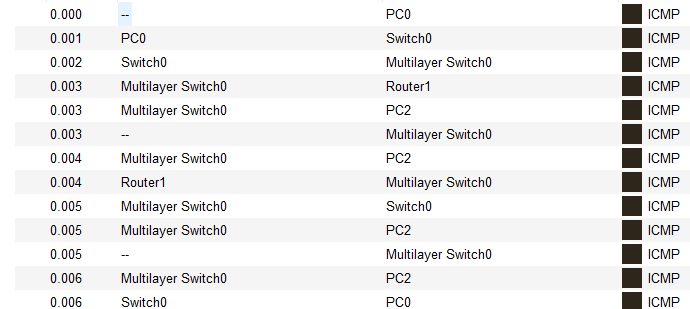 0.000 -- PC0 ICMP
0.001 PC0 Switch0 ICMP
0.002 Switch0 Multilayer Switch0 ICMP
0.003 Multilayer Switch0 Router1 ICMP
0.003 Multilayer Switch0 PC2 ICMP
0.003 -- Multilayer Switch0 ICMP
0.004 Multilayer Switch0 PC2 ICMP
0.004 Router1 Multilayer Switch0 ICMP
0.005 Multilayer Switch0 Switch0 ICMP
0.005 Multilayer Switch0 PC2 ICMP
0.005 -- Multilayer Switch0 ICMP
0.006 Multilayer Switch0 PC2 ICMP
0.006 Switch0 PC0 ICMP